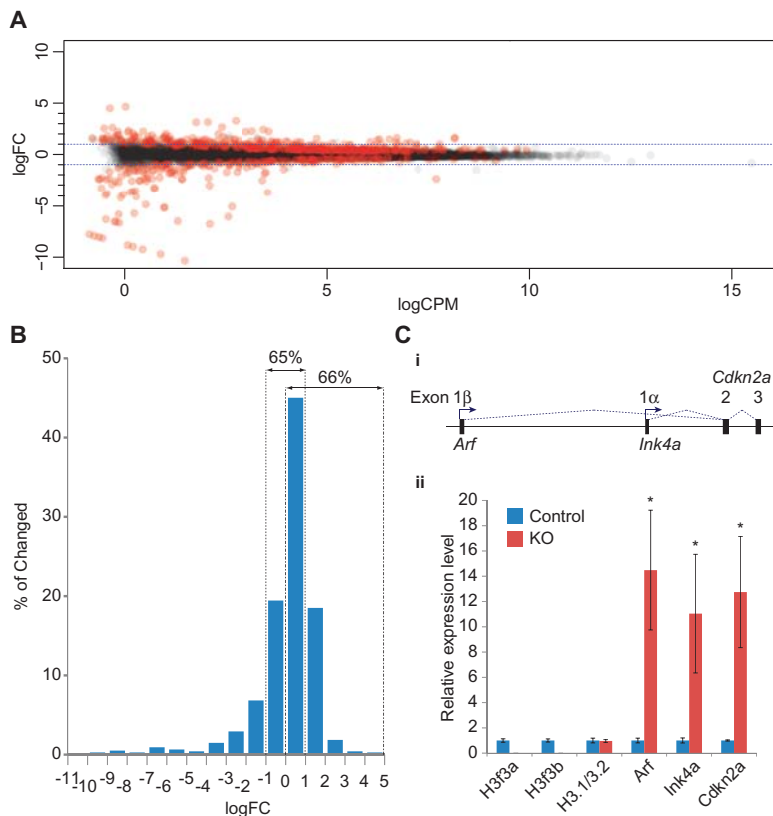 A
10
5
0
−5
−10
logFC
0 5 10 15
logCPM
B
50
40
30
20
10
0
% of Changed
65%
66%
-11 -10 -9 -8 -7 -6 -5 -4 -3 -2 -1 0 1 2 3 4 5
logFC
C
i
Cdkn2a
Exon 1β 1α 2 3
Arf Ink4a
ii
20
18
16
14
12
10
8
6
4
2
0
Relative expression level
Control
KO
* * *
H3f3a H3f3b H3.1/3.2 Arf Ink4a Cdkn2a